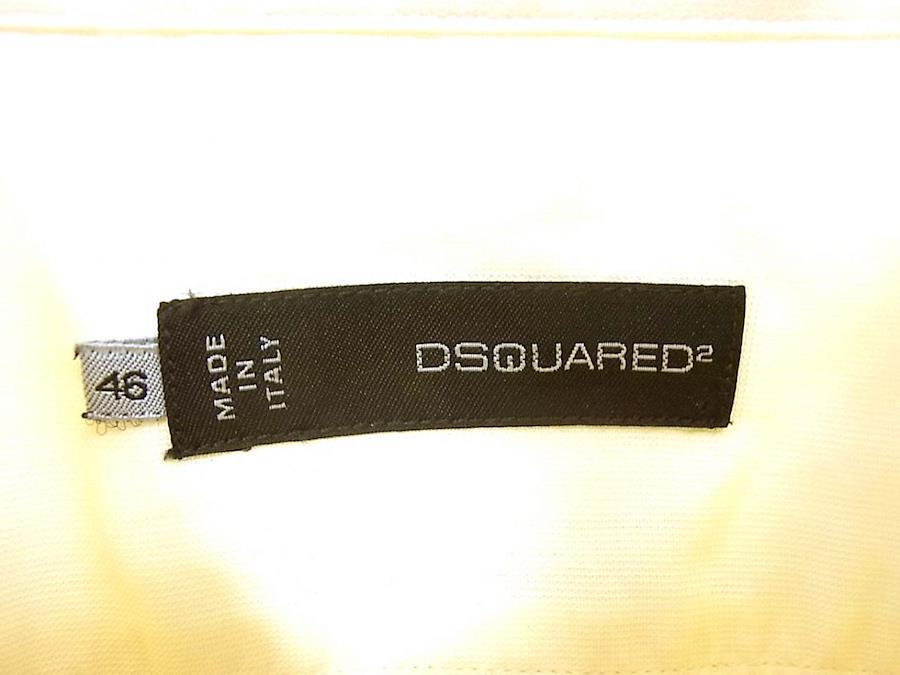 46
MADE
IN
ITALY
DSQUARED²